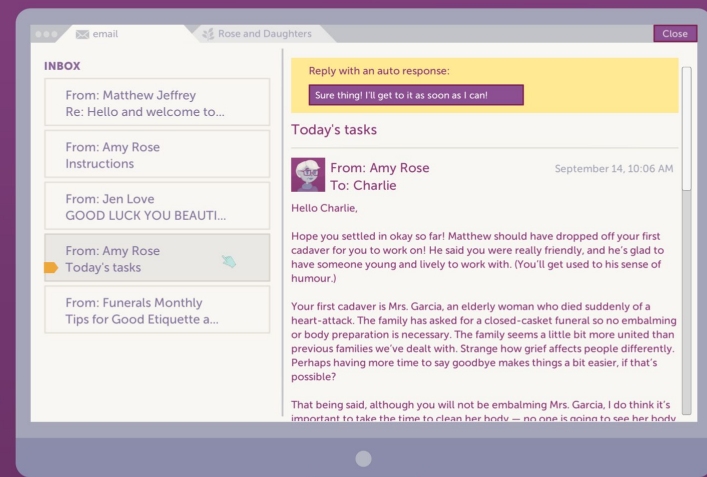 email
Rose and Daughters
Close
INBOX
From: Matthew Jeffrey
Re: Hello and welcome to...
From: Amy Rose
Instructions
From: Jen Love
GOOD LUCK YOU BEAUTI...
From: Amy Rose
Today's tasks
From: Funerals Monthly
Tips for Good Etiquette a...
Reply with an auto response:
Sure thing! I'll get to it as soon as I can!
Today's tasks
From: Amy Rose
September 14, 10:06 AM
To: Charlie
Hello Charlie,
Hope you settled in okay so far! Matthew should have dropped off your first
cadaver for you to work on! He said you were really friendly, and he's glad to
have someone young and lively to work with. (You'll get used to his sense of
humour.)
Your first cadaver is Mrs. Garcia, an elderly woman who died suddenly of a
heart-attack. The family has asked for a closed-casket funeral so no embalming
or body preparation is necessary. The family seems a little bit more united than
previous families we've dealt with. Strange how grief affects people differently.
Perhaps having more time to say goodbye makes things a bit easier, if that's
possible?
That being said, although you will not be embalming Mrs. Garcia, I do think it's
important to take the time to clean her body — no one is going to see her body